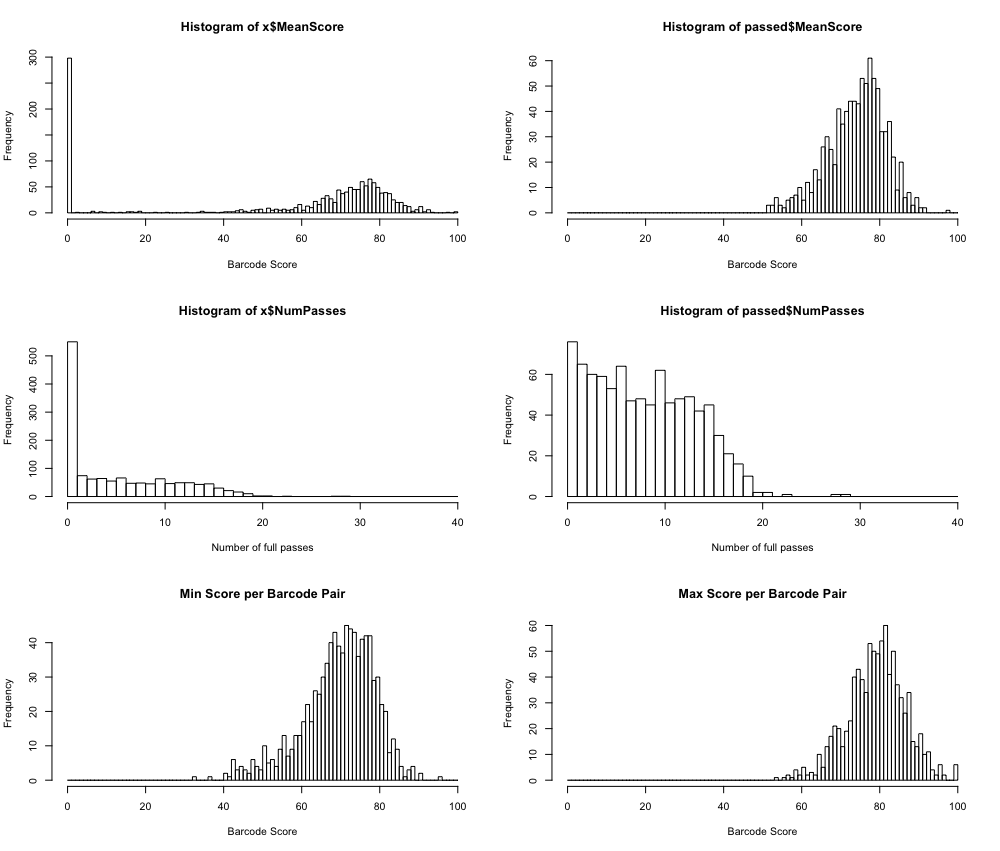 Histogram of x$MeanScore
Frequency
0 50 100 200 300
0 20 40 60 80 100
Barcode Score
Histogram of passed$MeanScore
Frequency
0 10 20 30 40 50 60
0 20 40 60 80 100
Barcode Score
Histogram of x$NumPasses
Frequency
0 100 200 300 400 500
0 10 20 30 40
Number of full passes
Histogram of passed$NumPasses
Frequency
0 20 40 60
0 10 20 30 40
Number of full passes
Min Score per Barcode Pair
Frequency
0 10 20 30 40
0 20 40 60 80 100
Barcode Score
Max Score per Barcode Pair
Frequency
0 10 20 30 40 50 60
0 20 40 60 80 100
Barcode Score